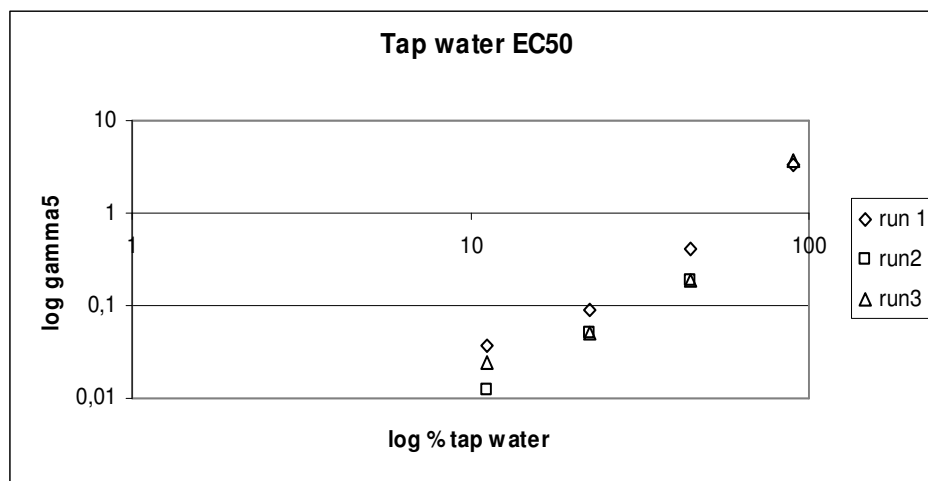 Tap water EC50
10
1
0,1
0,01
1
10
100
log gamma5
log % tap water
run 1
run2
run3